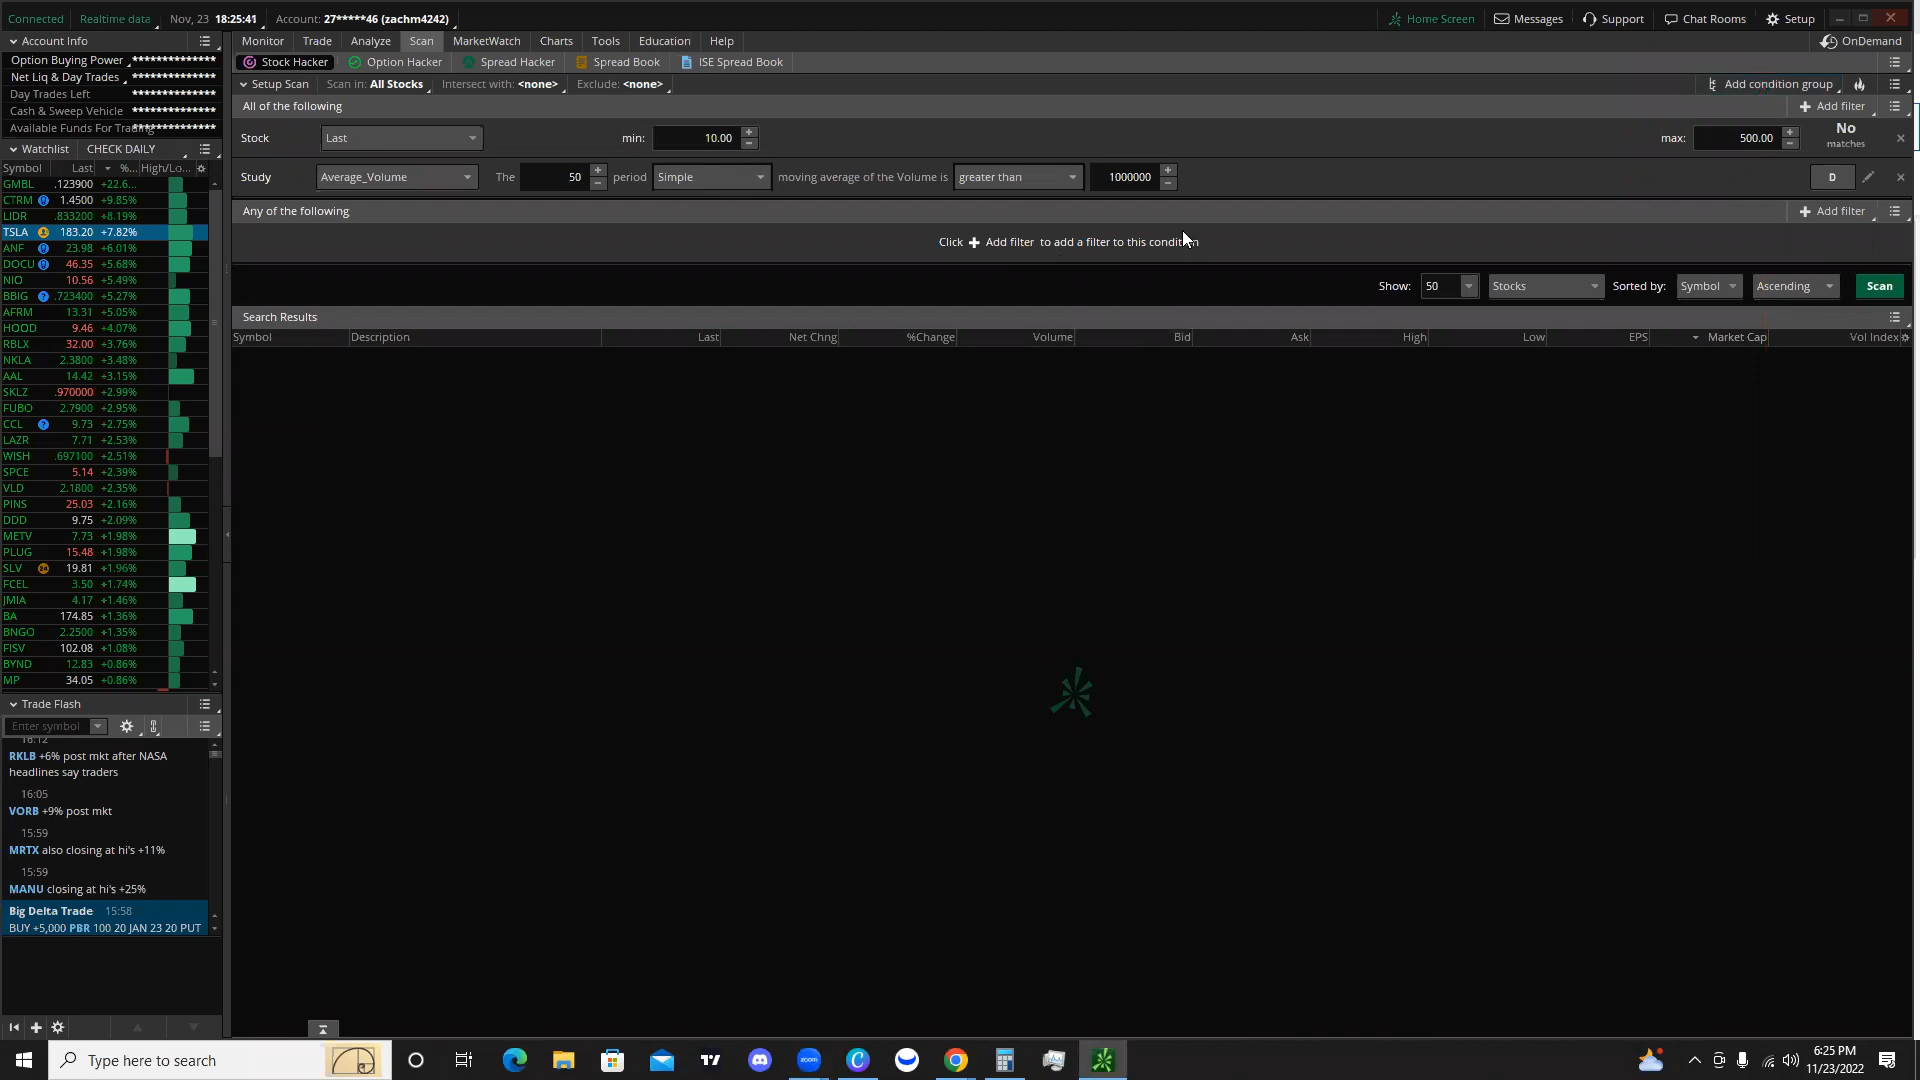 Connected Realtime data Nov, 23 18:25:41 Account: 27*****46 (zachm4242) Home Screen Messages Support Chat Rooms Setup
Account Info
Option Buying Power **************
Net Liq & Day Trades **************
Day Trades Left **************
Cash & Sweep Vehicle **************
Available Funds For Trading **************
Monitor Trade Analyze Scan MarketWatch Charts Tools Education Help OnDemand
Stock Hacker Option Hacker Spread Hacker Spread Book ISE Spread Book
Setup Scan Scan in: All Stocks Intersect with: <none> Exclude: <none> Add condition group
All of the following Add filter
Stock Last min: 10.00 max: 500.00 No matches
Study Average_Volume The 50 period Simple moving average of the Volume is greater than 1000000 D
Any of the following Add filter
Click Add filter to add a filter to this condition
Show: 50 Stocks Sorted by: Symbol Ascending Scan
Search Results
Symbol Description Last Net Chng %Change Volume Bid Ask High Low EPS Market Cap Vol Index
Watchlist CHECK DAILY
Symbol Last %... High/Lo...
GMBL .123900 +22.6...
CTRM 1.4500 +9.85%
LIDR .833200 +8.19%
TSLA 183.20 +7.82%
ANF 23.98 +6.01%
DOCU 46.35 +5.68%
NIO 10.56 +5.49%
BBIG .723400 +5.27%
AFRM 13.31 +5.05%
HOOD 9.46 +4.07%
RBLX 32.00 +3.76%
NKLA 2.3800 +3.48%
AAL 14.42 +3.15%
SKLZ .970000 +2.99%
FUBO 2.7900 +2.95%
CCL 9.73 +2.75%
LAZR 7.71 +2.53%
WISH .697100 +2.51%
SPCE 5.14 +2.39%
VLD 2.1800 +2.35%
PINS 25.03 +2.16%
DDD 9.75 +2.09%
METV 7.73 +1.98%
PLUG 15.48 +1.98%
SLV 19.81 +1.96%
FCEL 3.50 +1.74%
JMIA 4.17 +1.46%
BA 174.85 +1.36%
BNGO 2.2500 +1.35%
FISV 102.08 +1.08%
BYND 12.83 +0.86%
MP 34.05 +0.86%
Trade Flash
Enter symbol
16:12
RKLB +6% post mkt after NASA
headlines say traders
16:05
VORB +9% post mkt
15:59
MRTX also closing at hi's +11%
15:59
MANU closing at hi's +25%
Big Delta Trade 15:58
BUY +5,000 PBR 100 20 JAN 23 20 PUT
Type here to search
zoom
6:25 PM
11/23/2022